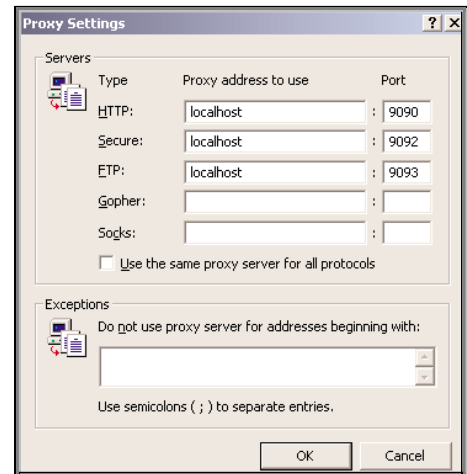 Proxy Settings ? X
Servers
Type Proxy address to use Port
HTTP: localhost : 9090
Secure: localhost : 9092
FTP: localhost : 9093
Gopher: :
Socks: :
Use the same proxy server for all protocols
Exceptions
Do not use proxy server for addresses beginning with:
Use semicolons ( ; ) to separate entries.
OK Cancel